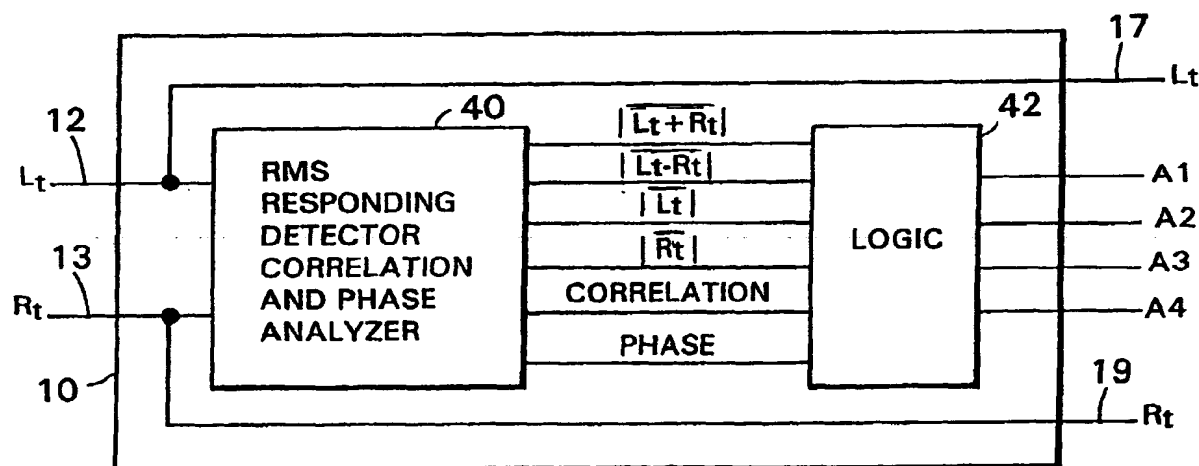 17
Lt
40
12
|Lt + Rt|
42
Lt
RMS
RESPONDING
DETECTOR
CORRELATION
AND PHASE
ANALYZER
|Lt-Rt|
A1
|Lt|
A2
13
LOGIC
|Rt|
A3
Rt
CORRELATION
A4
PHASE
10
19
Rt